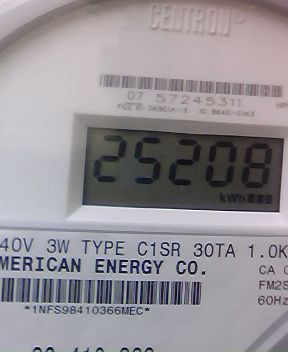 CENTRON®
07 57245311
25208
kWh
40V 3W TYPE C1SR 30TA 1.0K
MERICAN ENERGY CO.
CA 0
FM2S
60Hz
*1NFS98410366MEC*